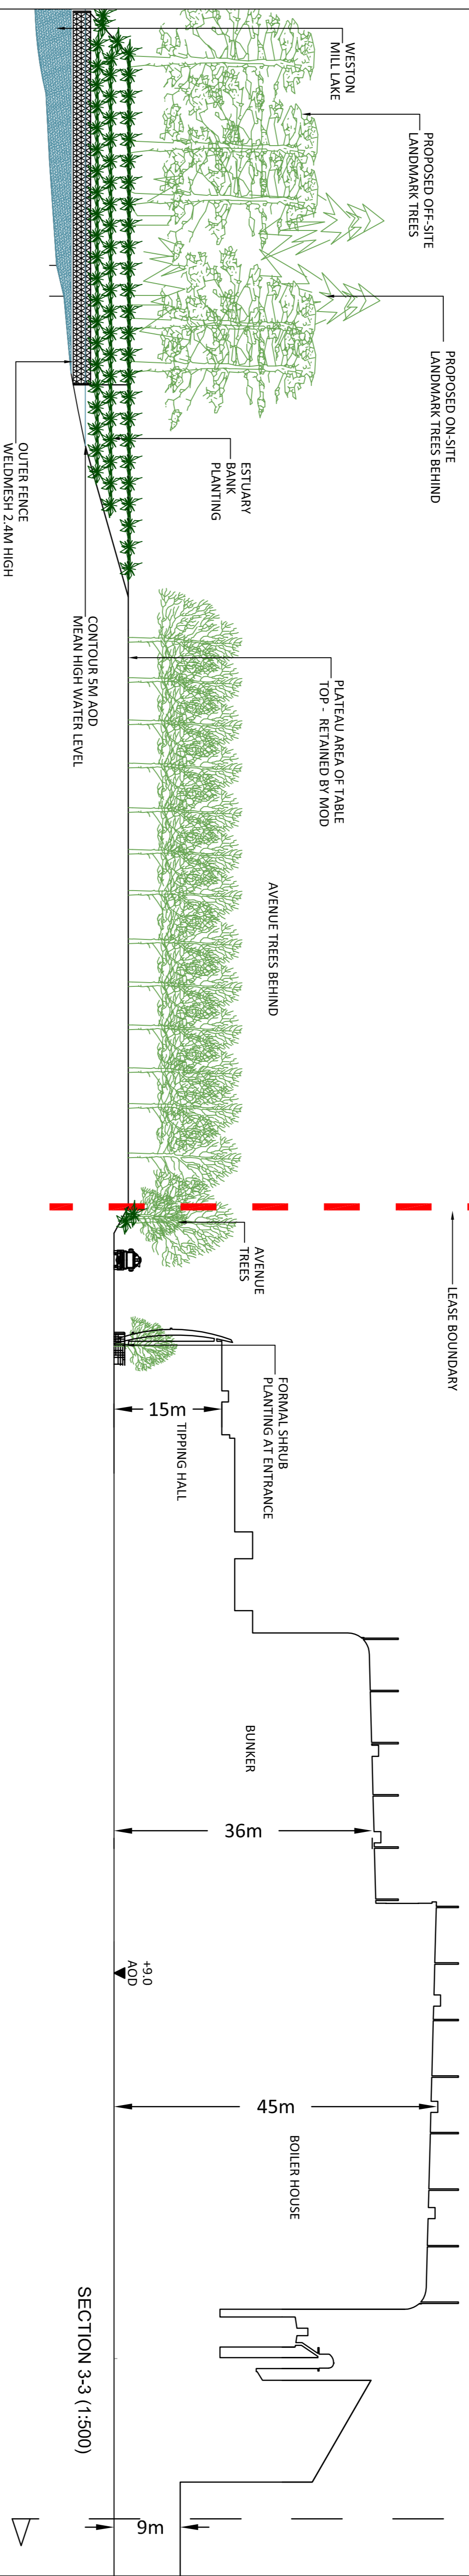 WESTON
MILL LAKE
PROPOSED OFF-SITE
LANDMARK TREES
PROPOSED ON-SITE
LANDMARK TREES BEHIND
OUTER FENCE
WELDMESH 2.4M HIGH
ESTUARY
BANK
PLANTING
CONTOUR 5M AOD
MEAN HIGH WATER LEVEL
PLATEAU AREA OF TABLE
TOP - RETAINED BY MOD
AVENUE TREES BEHIND
LEASE BOUNDARY
AVENUE
TREES
FORMAL SHRUB
PLANTING AT ENTRANCE
15m
TIPPING HALL
BUNKER
36m
+9.0
AOD
45m
BOILER HOUSE
SECTION 3-3 (1:500)
9m